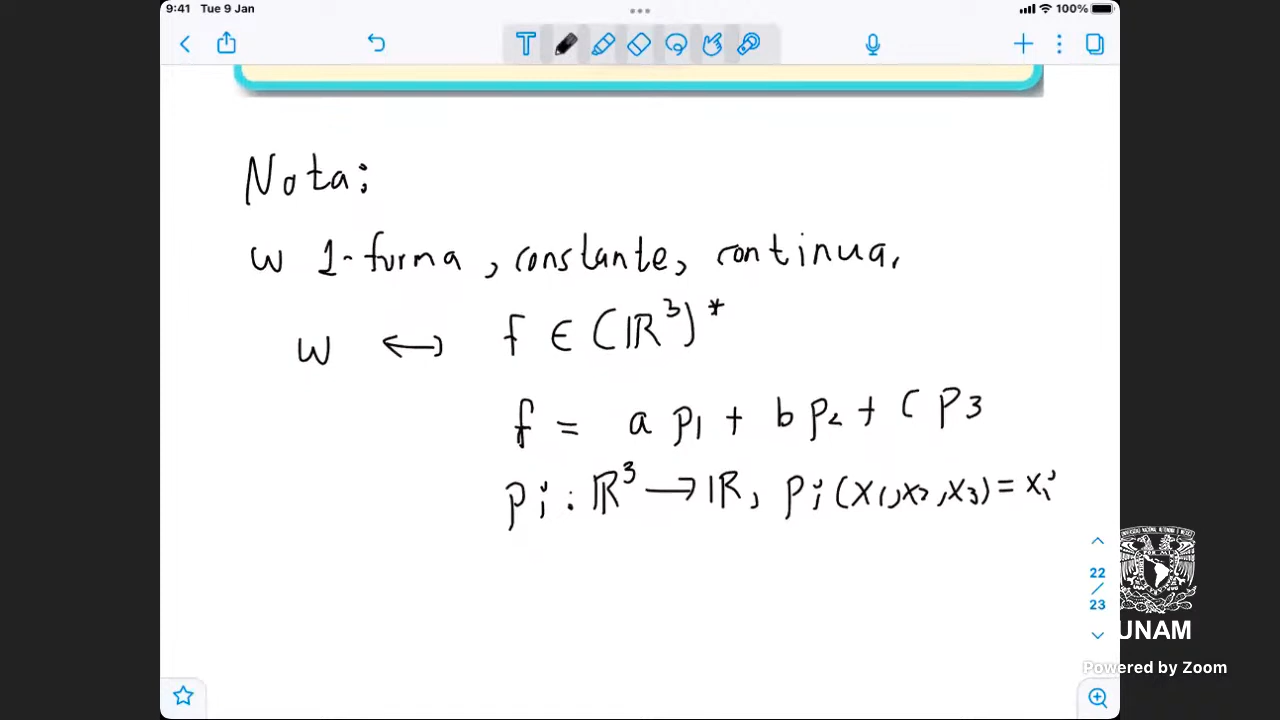 9:41 Tue 9 Jan
100%
Nota:
w 1-forma, constante, continua.
w ↔ f ∈ (ℝ³)*
f = a p₁ + b p₂ + c p₃
pᵢ : ℝ³ → ℝ, pᵢ(x₁,x₂,x₃) = xᵢ
22
/
23
UNAM
Powered by Zoom